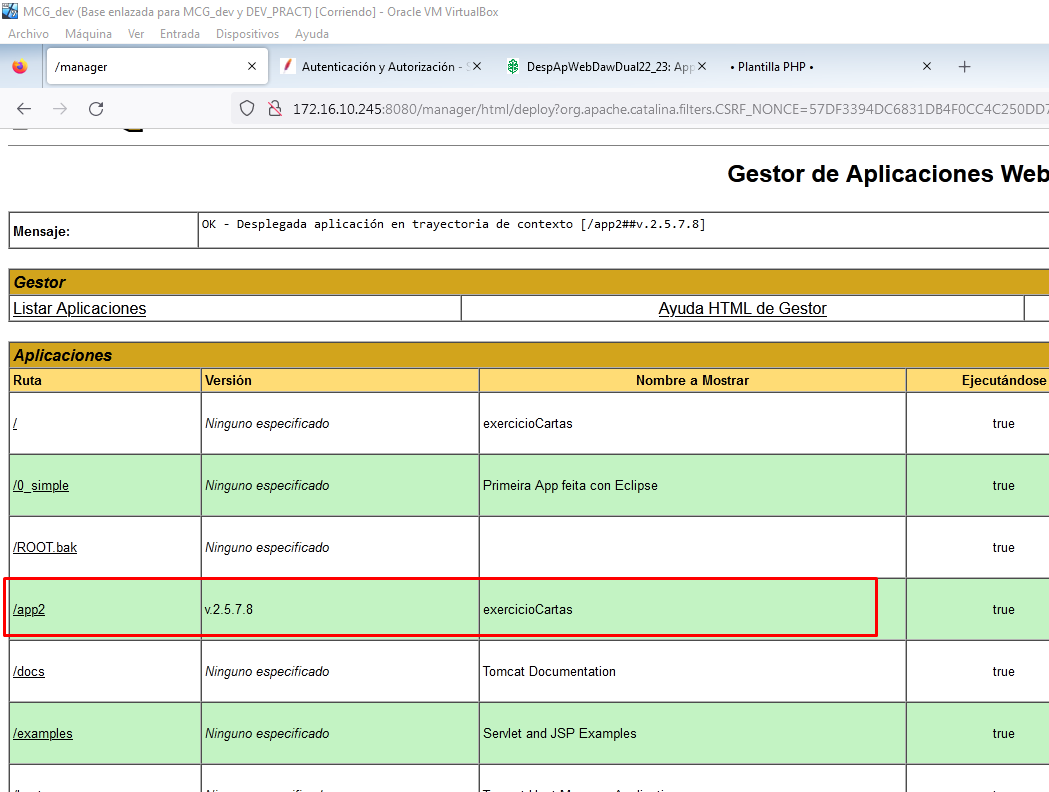 MCG_dev (Base enlazada para MCG_dev y DEV_PRACT) [Corriendo] - Oracle VM VirtualBox
Archivo Máquina Ver Entrada Dispositivos Ayuda
/manager
Autenticación y Autorización -
DespApWebDawDual22_23: App
• Plantilla PHP •
172.16.10.245:8080/manager/html/deploy?org.apache.catalina.filters.CSRF_NONCE=57DF3394DC6831DB4F0CC4C250DD7
Gestor de Aplicaciones Web
Mensaje: OK - Desplegada aplicación en trayectoria de contexto [/app2##v.2.5.7.8]
Gestor
Listar Aplicaciones Ayuda HTML de Gestor
Aplicaciones
Ruta Versión Nombre a Mostrar Ejecutándose
/ Ninguno especificado exercicioCartas true
/0_simple Ninguno especificado Primeira App feita con Eclipse true
/ROOT.bak Ninguno especificado true
/app2 v.2.5.7.8 exercicioCartas true
/docs Ninguno especificado Tomcat Documentation true
/examples Ninguno especificado Servlet and JSP Examples true